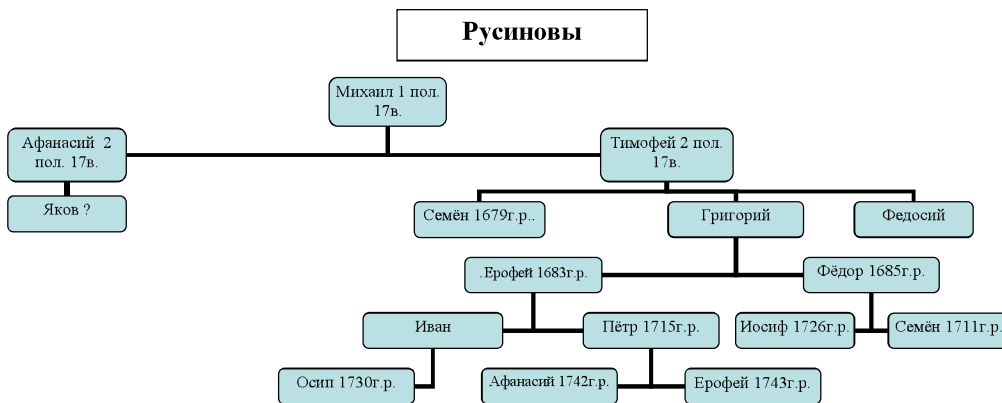 Русиновы
Михаил 1 пол.
17в.
Афанасий 2
пол. 17в.
Тимофей 2 пол.
17в.
Яков ?
Семён 1679г.р..
Григорий
Федосий
.Ерофей 1683г.р.
Фёдор 1685г.р.
Иван
Пётр 1715г.р.
Иосиф 1726г.р.
Семён 1711г.р.
Осип 1730г.р.
Афанасий 1742г.р.
Ерофей 1743г.р.